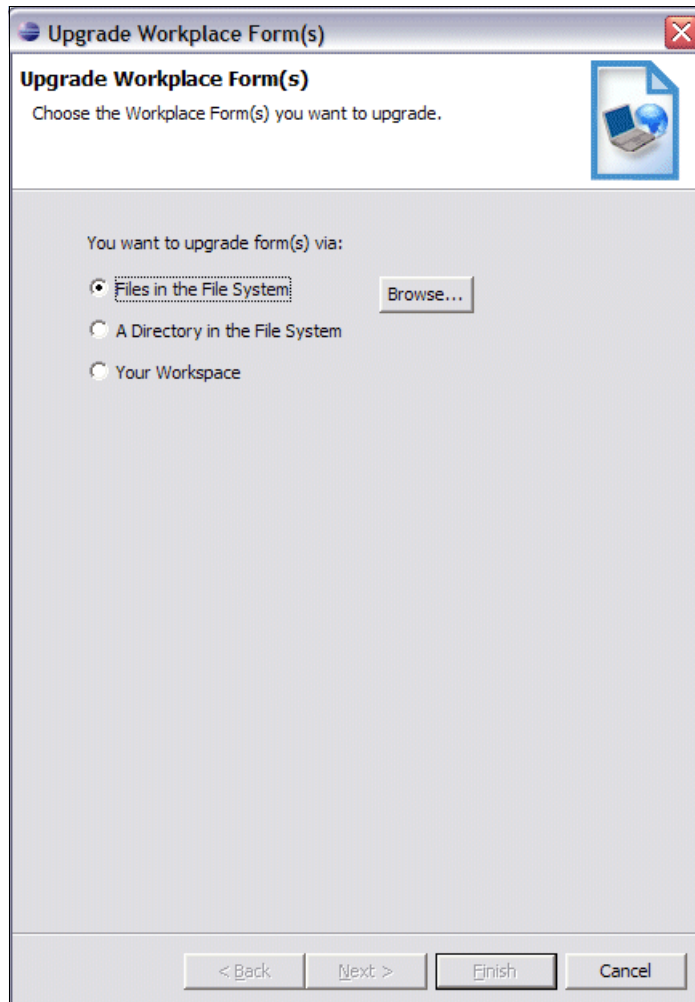 Upgrade Workplace Form(s)
Upgrade Workplace Form(s)
Choose the Workplace Form(s) you want to upgrade.
You want to upgrade form(s) via:
Files in the File System
Browse...
A Directory in the File System
Your Workspace
< Back Next > Finish Cancel